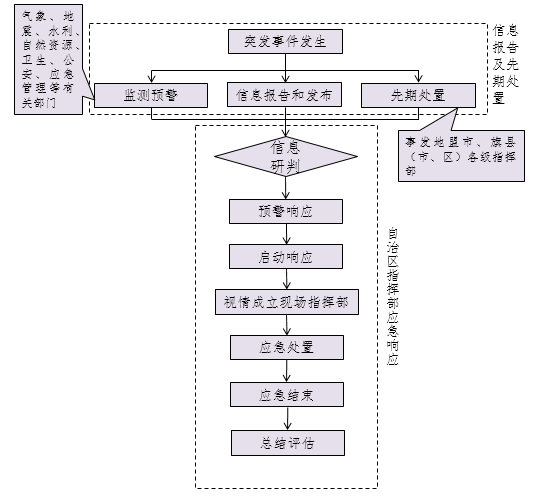 气象、地
震、水利、
自然资源、
卫生、公
安、应急
管理等有
关部门
突发事件发生
信息
报告
及先
期处
置
监测预警
信息报告和发布
先期处置
事发地盟市、旗县
（市、区）各级指挥
部
信息
研判
预警响应
启动响应
视情成立现场指挥部
应急处置
应急结束
总结评估
自治区指挥部应急响应